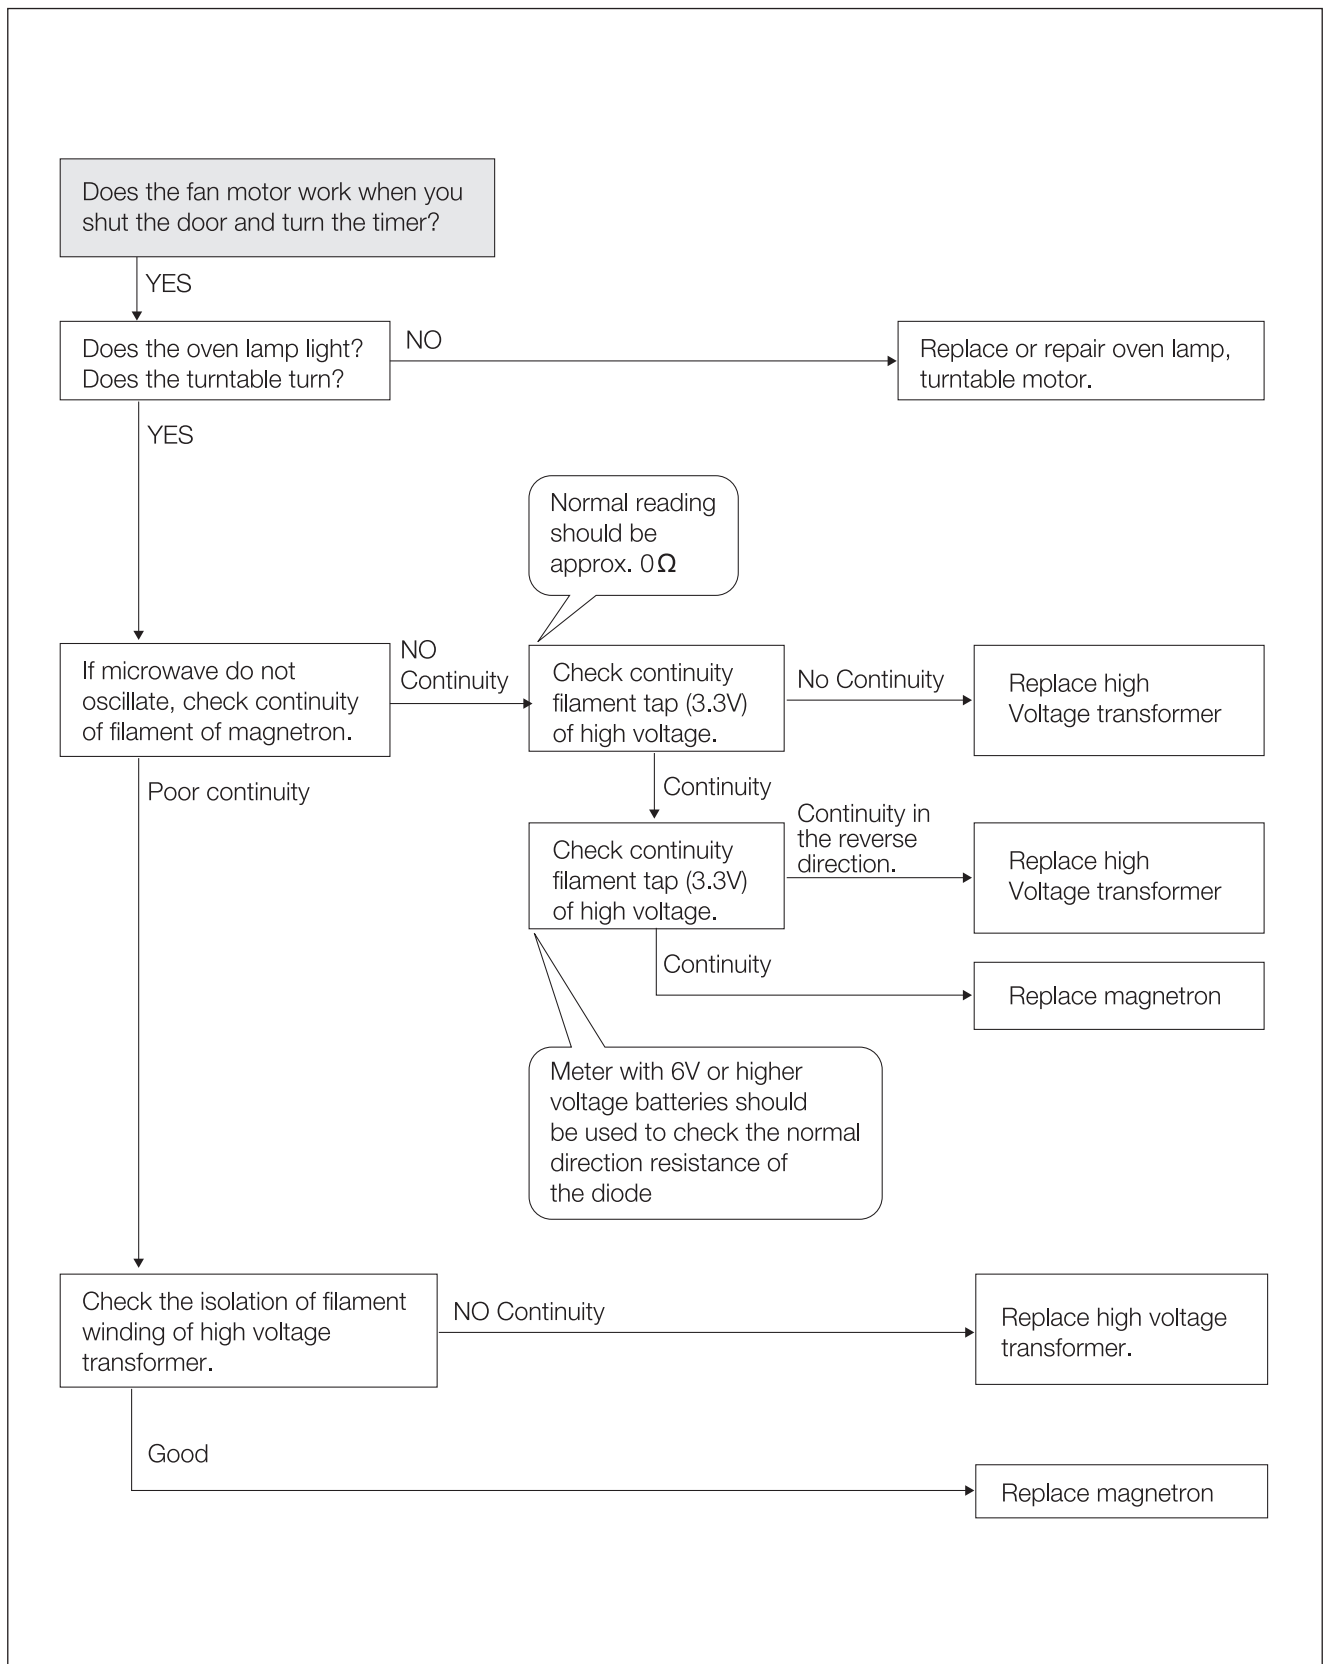 Does the fan motor work when you
shut the door and turn the timer?
YES
Does the oven lamp light?
Does the turntable turn?
NO
Replace or repair oven lamp,
turntable motor.
YES
Normal reading
should be
approx. 0Ω
If microwave do not
oscillate, check continuity
of filament of magnetron.
NO
Continuity
Check continuity
filament tap (3.3V)
of high voltage.
No Continuity
Replace high
Voltage transformer
Poor continuity
Continuity
Check continuity
filament tap (3.3V)
of high voltage.
Continuity in
the reverse
direction.
Replace high
Voltage transformer
Continuity
Replace magnetron
Meter with 6V or higher
voltage batteries should
be used to check the normal
direction resistance of
the diode
Check the isolation of filament
winding of high voltage
transformer.
NO Continuity
Replace high voltage
transformer.
Good
Replace magnetron